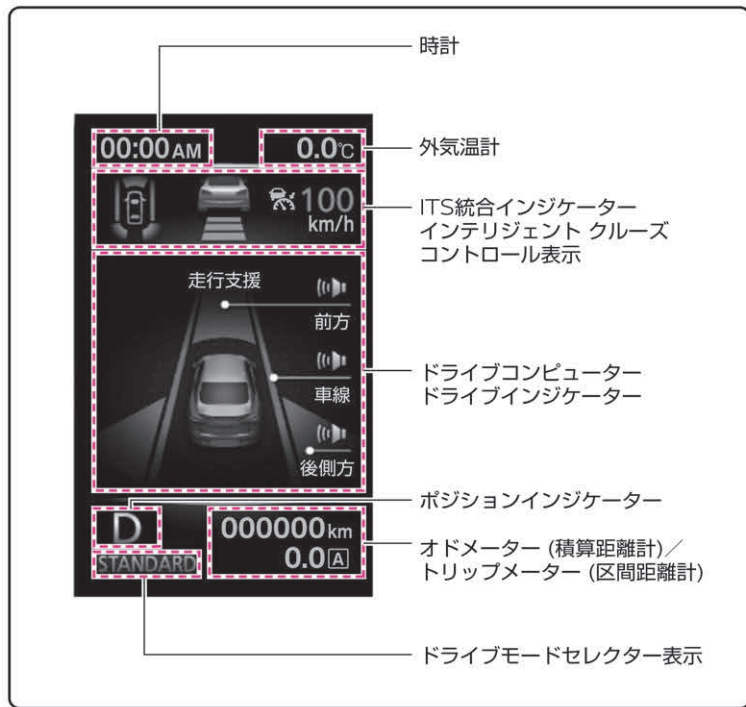 時計
00:00AM
0.0℃
外気温計
100
km/h
ITS統合インジケーター
インテリジェント クルーズ
コントロール表示
走行支援
前方
車線
後側方
ドライブコンピューター
ドライブインジケーター
ポジションインジケーター
D
000000km
0.0A
STANDARD
オドメーター (積算距離計)／
トリップメーター (区間距離計)
ドライブモードセレクター表示